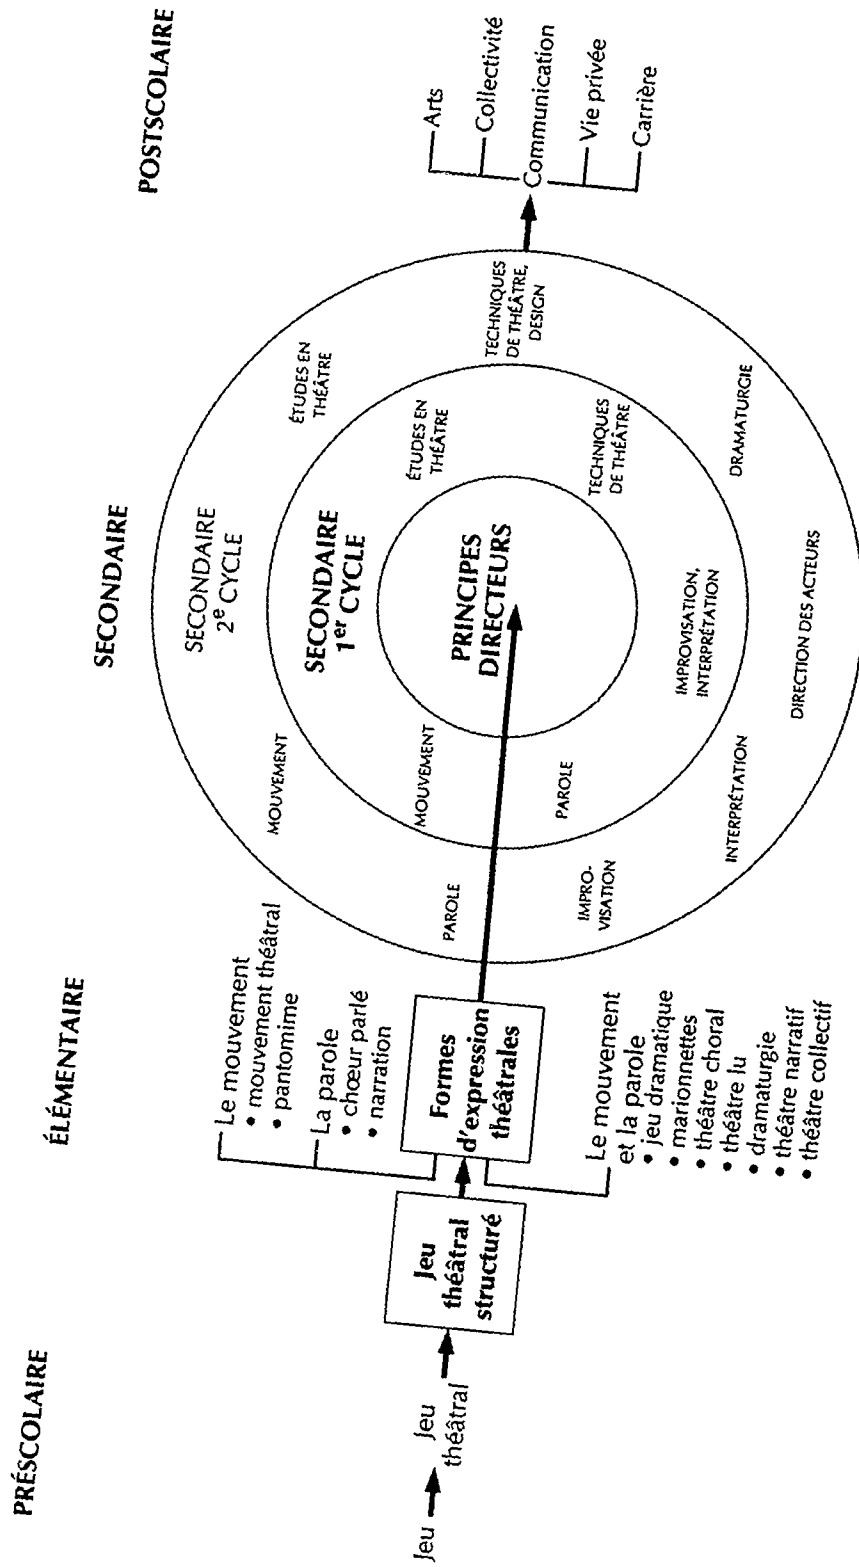 PRÉSCOLAIRE
ÉLÉMENTAIRE
SECONDAIRE
POSTSCOLAIRE
Jeu
Jeu
théâtral
Jeu
théâtral
structuré
Le mouvement
• mouvement théâtral
• pantomime
La parole
• chœur parlé
• narration
Formes
d'expression
théâtrales
Le mouvement
et la parole
• jeu dramatique
• marionnettes
• théâtre choral
• théâtre lu
• dramaturgie
• théâtre narratif
• théâtre collectif
SECONDAIRE
2e CYCLE
MOUVEMENT
ÉTUDES EN
THÉÂTRE
PAROLE
TECHNIQUES
DE THÉÂTRE,
DESIGN
IMPRO-
VISATION
INTERPRÉTATION
DIRECTION DES ACTEURS
DRAMATURGIE
SECONDAIRE
1er CYCLE
MOUVEMENT
ÉTUDES EN
THÉÂTRE
PAROLE
IMPROVISATION,
INTERPRÉTATION
TECHNIQUES
DE THÉÂTRE
PRINCIPES
DIRECTEURS
Arts
Collectivité
Communication
Vie privée
Carrière